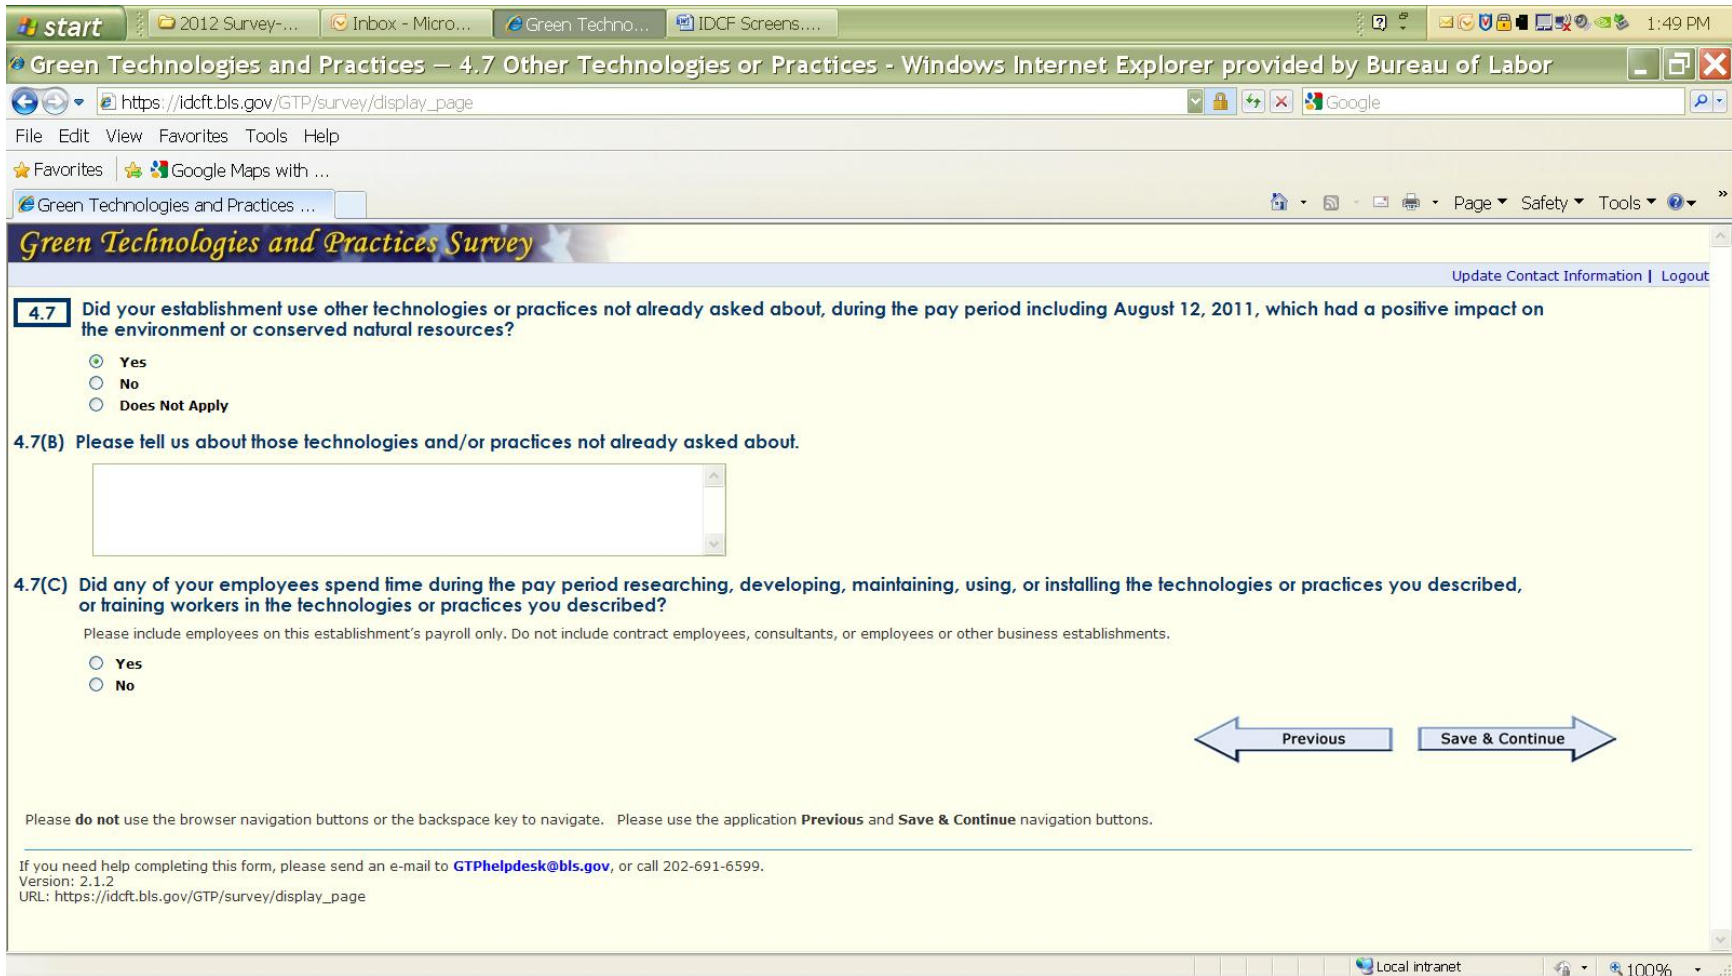 start
2012 Survey-...
Inbox - Micro...
Green Techno...
IDCF Screens....
1:49 PM
Green Technologies and Practices — 4.7 Other Technologies or Practices - Windows Internet Explorer provided by Bureau of Labor
https://idcft.bls.gov/GTP/survey/display_page
Google
File Edit View Favorites Tools Help
Favorites Google Maps with ...
Green Technologies and Practices ...
Page Safety Tools
Green Technologies and Practices Survey
Update Contact Information | Logout
4.7 Did your establishment use other technologies or practices not already asked about, during the pay period including August 12, 2011, which had a positive impact on
the environment or conserved natural resources?
Yes
No
Does Not Apply
4.7(B) Please tell us about those technologies and/or practices not already asked about.
4.7(C) Did any of your employees spend time during the pay period researching, developing, maintaining, using, or installing the technologies or practices you described,
or training workers in the technologies or practices you described?
Please include employees on this establishment's payroll only. Do not include contract employees, consultants, or employees or other business establishments.
Yes
No
Previous
Save & Continue
Please do not use the browser navigation buttons or the backspace key to navigate. Please use the application Previous and Save & Continue navigation buttons.
If you need help completing this form, please send an e-mail to GTPhelpdesk@bls.gov, or call 202-691-6599.
Version: 2.1.2
URL: https://idcft.bls.gov/GTP/survey/display_page
Local intranet
100%